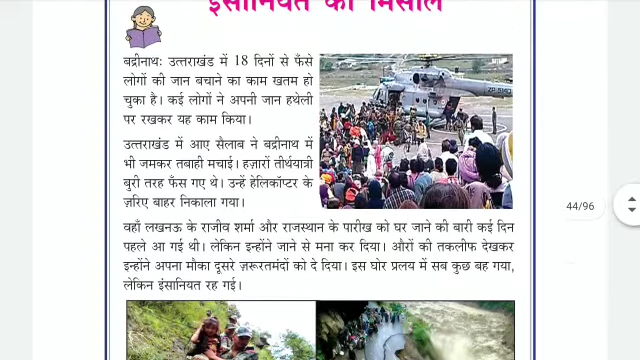 इंसानियत की मिसाल
बद्रीनाथः उत्तराखंड में 18 दिनों से फँसे
लोगों की जान बचाने का काम खतम हो
चुका है। कई लोगों ने अपनी जान हथेली
पर रखकर यह काम किया।
उत्तराखंड में आए सैलाब ने बद्रीनाथ में
भी जमकर तबाही मचाई। हज़ारों तीर्थयात्री
बुरी तरह फँस गए थे। उन्हें हेलिकॉप्टर के
ज़रिए बाहर निकाला गया।
वहाँ लखनऊ के राजीव शर्मा और राजस्थान के पारीख को घर जाने की बारी कई दिन
पहले आ गई थी। लेकिन इन्होंने जाने से मना कर दिया। औरों की तकलीफ देखकर
इन्होंने अपना मौका दूसरे ज़रूरतमंदों को दे दिया। इस घोर प्रलय में सब कुछ बह गया,
लेकिन इंसानियत रह गई।
44/96